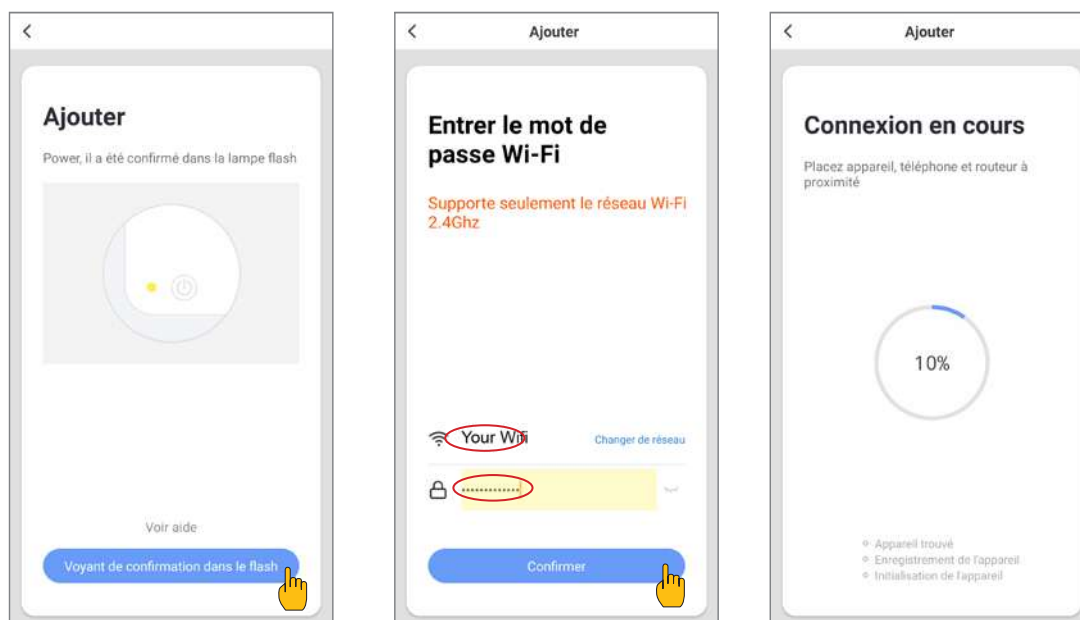 Ajouter
Power, il a été confirmé dans la lampe flash
Voir aide
Voyant de confirmation dans le flash
Ajouter
Entrer le mot de
passe Wi-Fi
Supporte seulement le réseau Wi-Fi
2.4Ghz
Your Wifi
Changer de réseau
Confirmer
Ajouter
Connexion en cours
Placez appareil, téléphone et routeur à
proximité
10%
Appareil trouvé
Enregistrement de l'appareil
Initialisation de l'appareil